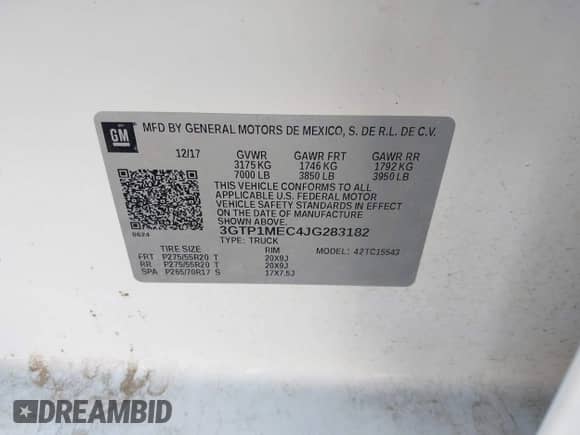 GM
MFD BY GENERAL MOTORS DE MEXICO, S. DE R.L. DE C.V.
12/17 GVWR GAWR FRT GAWR RR
3175 KG 1746 KG 1792 KG
7000 LB 3850 LB 3950 LB
THIS VEHICLE CONFORMS TO ALL
APPLICABLE U.S. FEDERAL MOTOR
VEHICLE SAFETY STANDARDS IN
EFFECT ON THE DATE OF MANUFACTURE
SHOWN ABOVE.
0624 3GTP1MEC4JG283182
TYPE: TRUCK MODEL: 42TC15543
TIRE SIZE RIM
FRT P275/55R20 T 20X9J
RR P275/55R20 T 20X9J
SPA P265/70R17 S 17X7.5J
DREAMBID